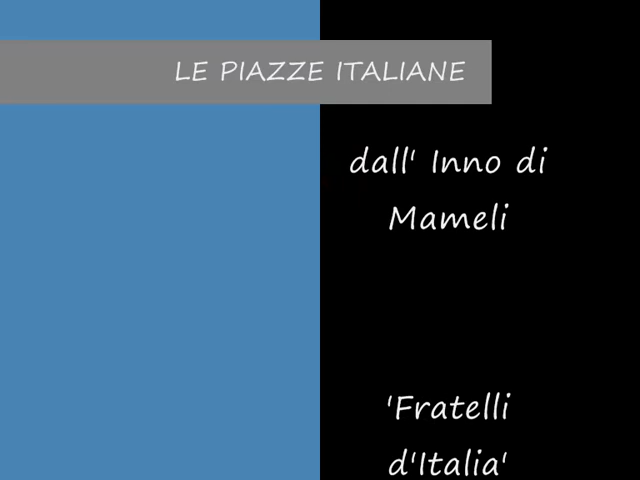 LE PIAZZE ITALIANE
dall' Inno di
Mameli
'Fratelli
d'Italia'